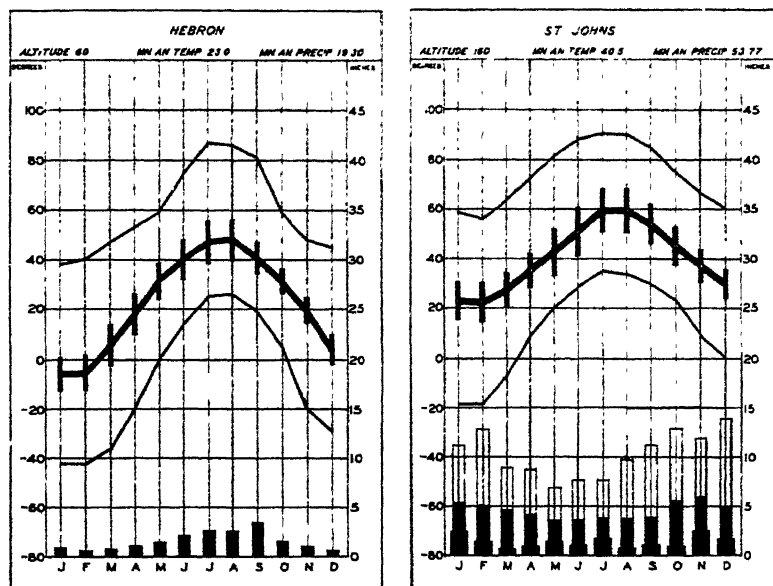 HEBRON
ALTITUDE 60 MN AN TEMP 23 0 MN AN PRECIP 19 30
DEGREES INCHES
100 45
80 40
60 35
40 30
20 25
0 20
-20 15
-40 10
-60 5
-80 0
J F M A M J J A S O N D
ST JOHNS
ALTITUDE 160 MN AN TEMP 40 5 MN AN PRECIP 53 77
DEGREES INCHES
100 45
80 40
60 35
40 30
20 25
0 20
-20 15
-40 10
-60 5
-80 0
J F M A M J J A S O N D